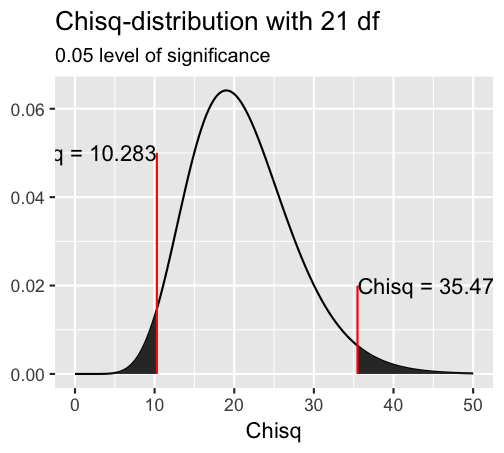 Chisq-distribution with 21 df
0.05 level of significance
0.06
q = 10.283
0.04
0.02
Chisq = 35.47
0.00
0 10 20 30 40 50
Chisq